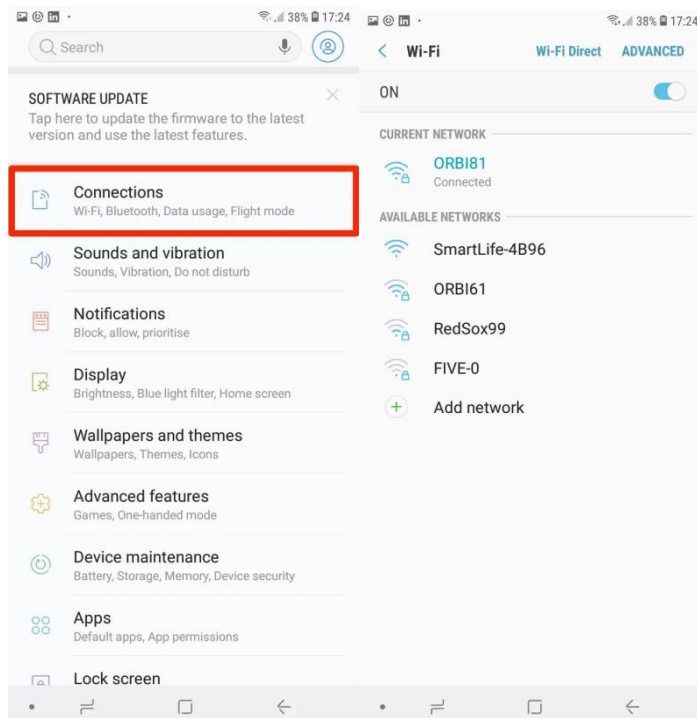 38% 17:24
Search
SOFTWARE UPDATE
Tap here to update the firmware to the latest
version and use the latest features.
Connections
Wi-Fi, Bluetooth, Data usage, Flight mode
Sounds and vibration
Sounds, Vibration, Do not disturb
Notifications
Block, allow, prioritise
Display
Brightness, Blue light filter, Home screen
Wallpapers and themes
Wallpapers, Themes, Icons
Advanced features
Games, One-handed mode
Device maintenance
Battery, Storage, Memory, Device security
Apps
Default apps, App permissions
Lock screen
38% 17:24
Wi-Fi Wi-Fi Direct ADVANCED
ON
CURRENT NETWORK
ORBI81
Connected
AVAILABLE NETWORKS
SmartLife-4B96
ORBI61
RedSox99
FIVE-0
Add network